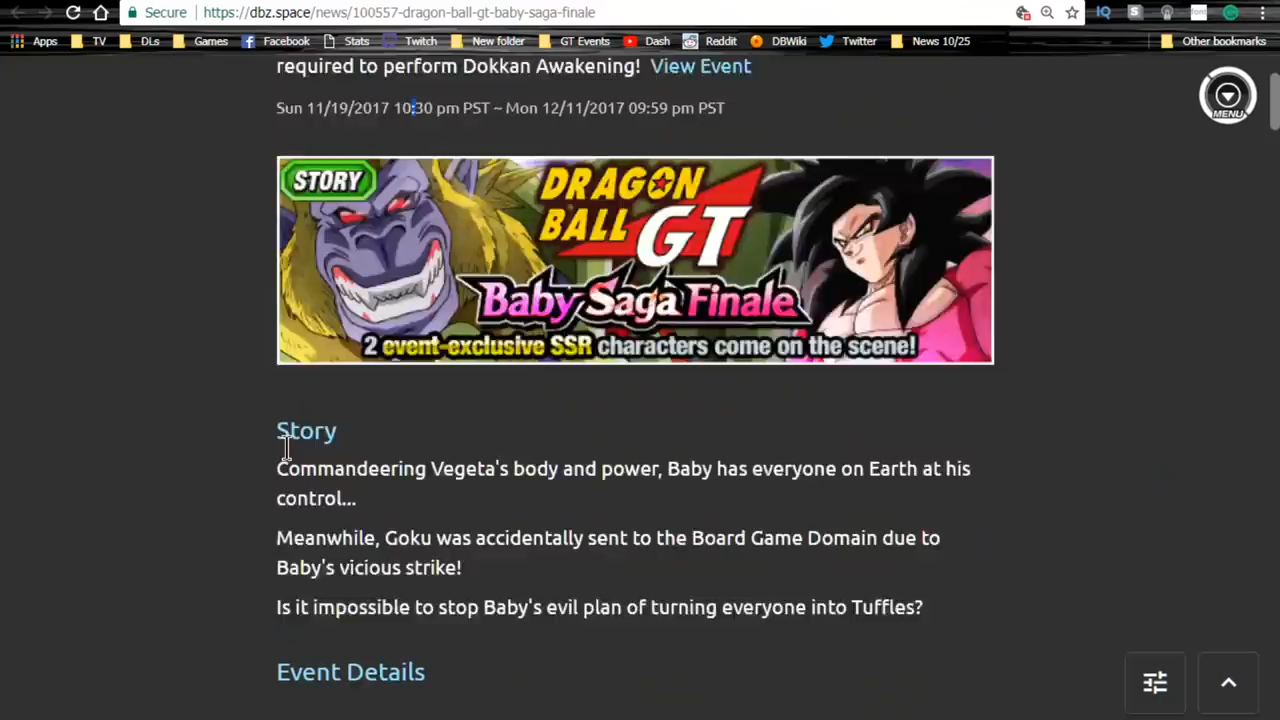 Secure https://dbz.space/news/100557-dragon-ball-gt-baby-saga-finale
Apps TV DLs Games Facebook Stats Twitch New folder GT Events Dash Reddit DBWiki Twitter News 10/25 Other bookmarks
required to perform Dokkan Awakening! View Event
Sun 11/19/2017 10:30 pm PST ~ Mon 12/11/2017 09:59 pm PST
MENU
STORY
DRAGON
BALL GT
Baby Saga Finale
2 event-exclusive SSR characters come on the scene!
Story
Commandeering Vegeta's body and power, Baby has everyone on Earth at his
control...
Meanwhile, Goku was accidentally sent to the Board Game Domain due to
Baby's vicious strike!
Is it impossible to stop Baby's evil plan of turning everyone into Tuffles?
Event Details